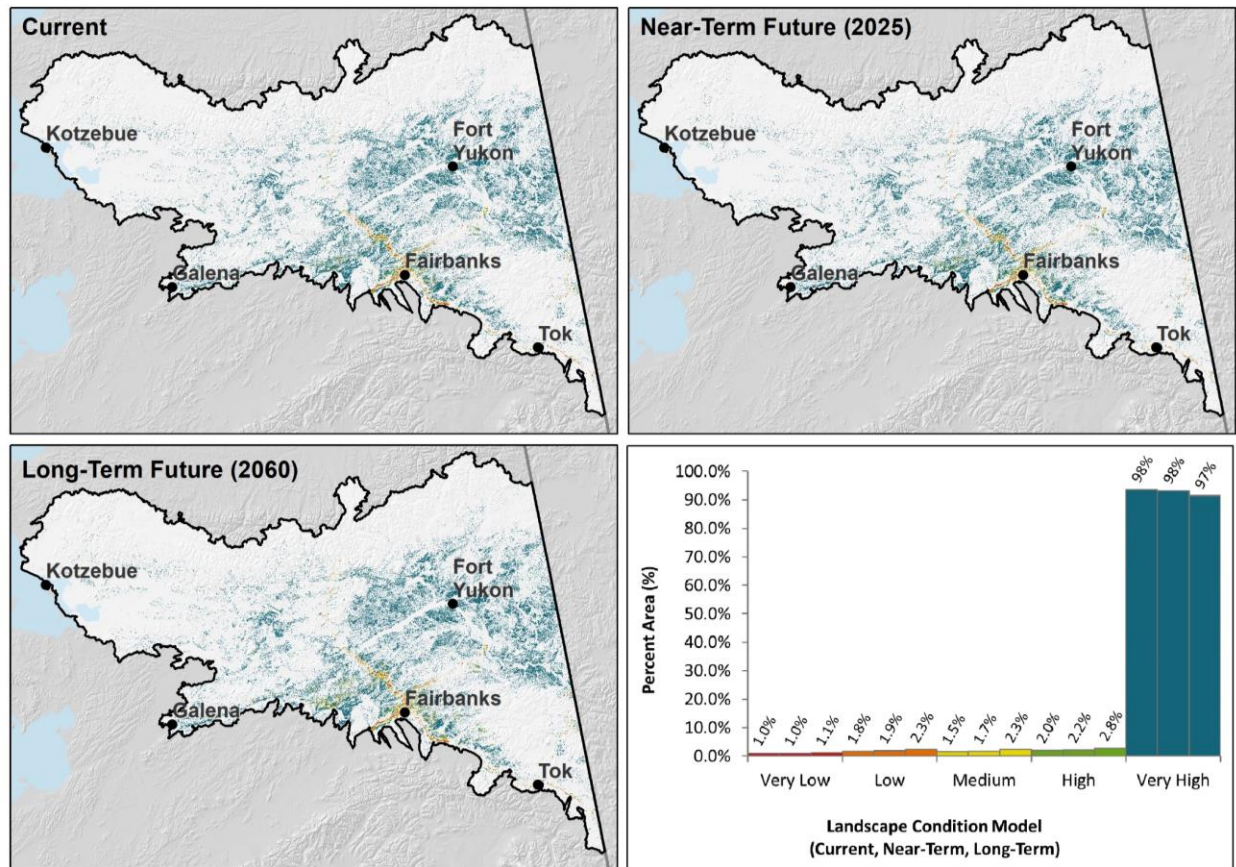 Current
Kotzebue
Fort
Yukon
Galena
Fairbanks
Tok
Near-Term Future (2025)
Kotzebue
Fort
Yukon
Galena
Fairbanks
Tok
Long-Term Future (2060)
Kotzebue
Fort
Yukon
Galena
Fairbanks
Tok
Percent Area (%)
100.0%
90.0%
80.0%
70.0%
60.0%
50.0%
40.0%
30.0%
20.0%
10.0%
0.0%
1.0%
1.0%
1.1%
1.8%
1.9%
2.3%
1.5%
1.7%
2.3%
2.0%
2.2%
2.8%
98%
98%
97%
Very Low
Low
Medium
High
Very High
Landscape Condition Model
(Current, Near-Term, Long-Term)